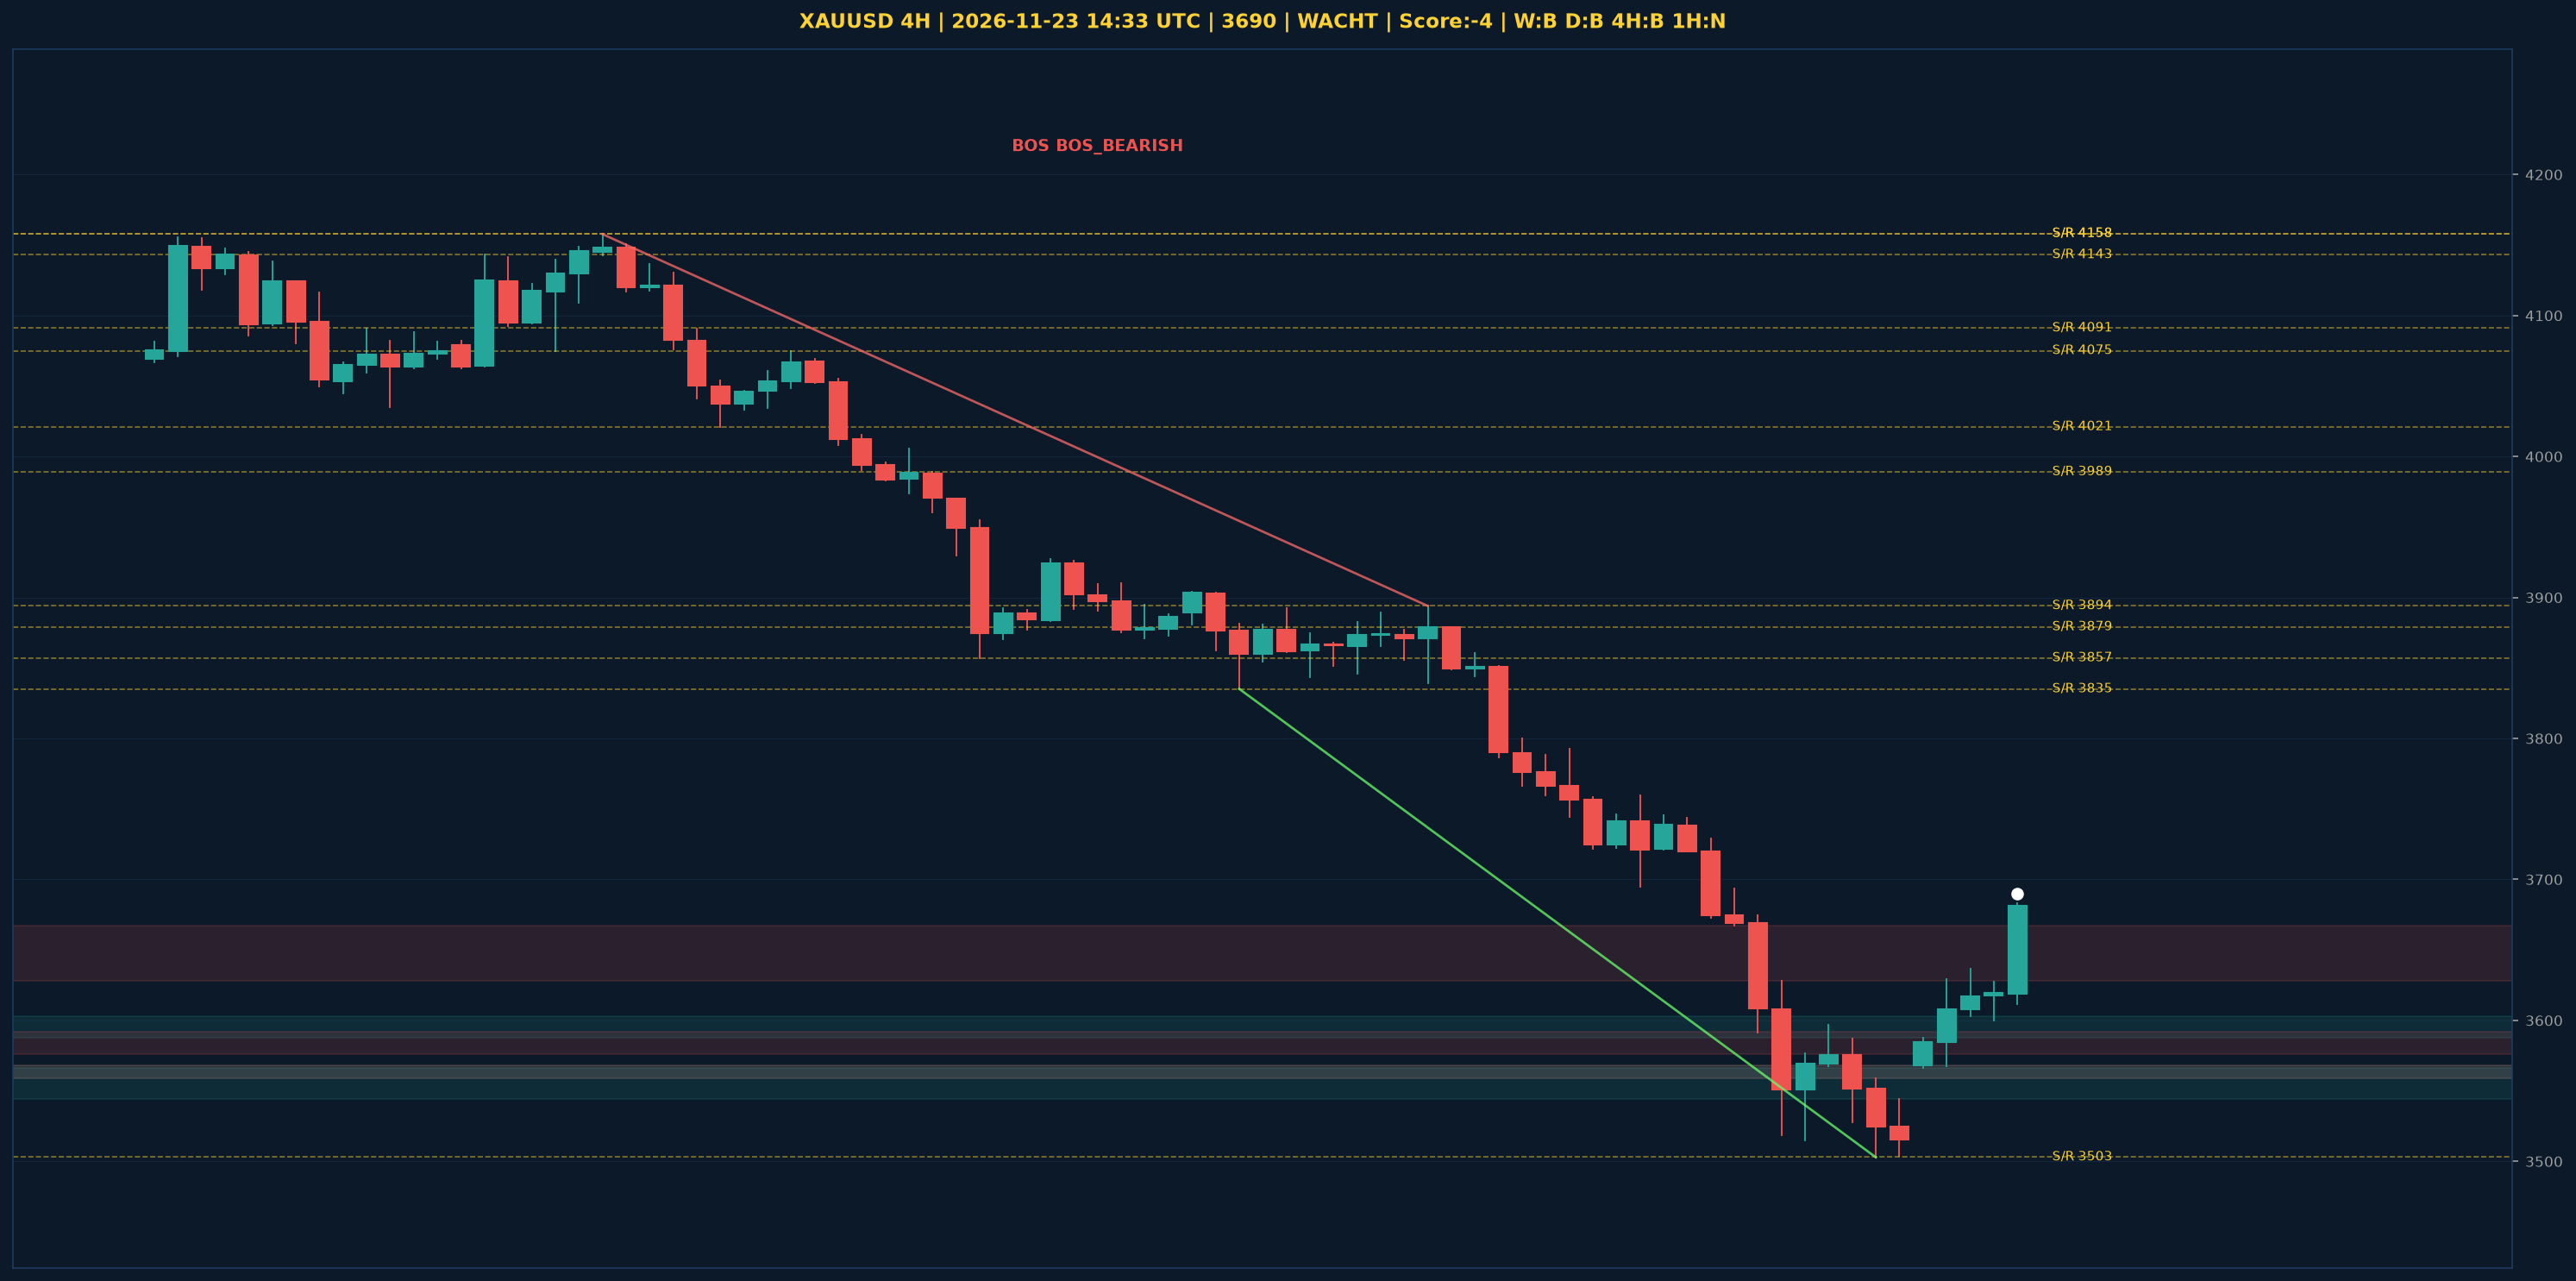 XAUUSD 4H | 2026-11-23 14:33 UTC | 3690 | WACHT | Score:-4 | W:B D:B 4H:B 1H:N
BOS BOS_BEARISH
4200
S/R 4158
S/R 4143
S/R 4091
4100
S/R 4075
S/R 4021
4000
S/R 3989
3900
S/R 3894
S/R 3879
S/R 3857
S/R 3835
3800
3700
3600
S/R 3503
3500